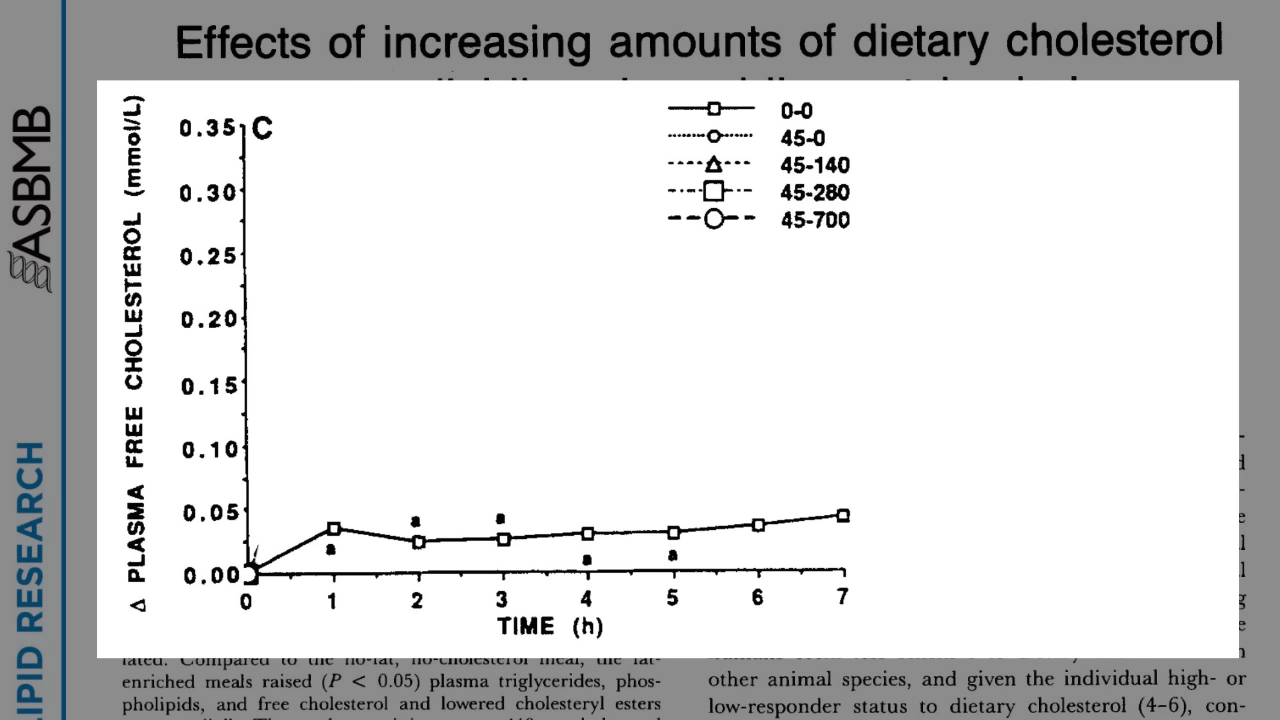 Effects of increasing amounts of dietary cholesterol
ASBMB
LIPID RESEARCH
Δ PLASMA FREE CHOLESTEROL (mmol/L)
C
0-0
45-0
45-140
45-280
45-700
0.35
0.30
0.25
0.20
0.15
0.10
0.05
0.00
a
a
a
a
a
0 1 2 3 4 5 6 7
TIME (h)
lated. Compared to the no-fat, no-cholesterol meal, the fat-
enriched meals raised (P < 0.05) plasma triglycerides, phos-
pholipids, and free cholesterol and lowered cholesteryl esters
other animal species, and given the individual high- or
low-responder status to dietary cholesterol (4-6), con-